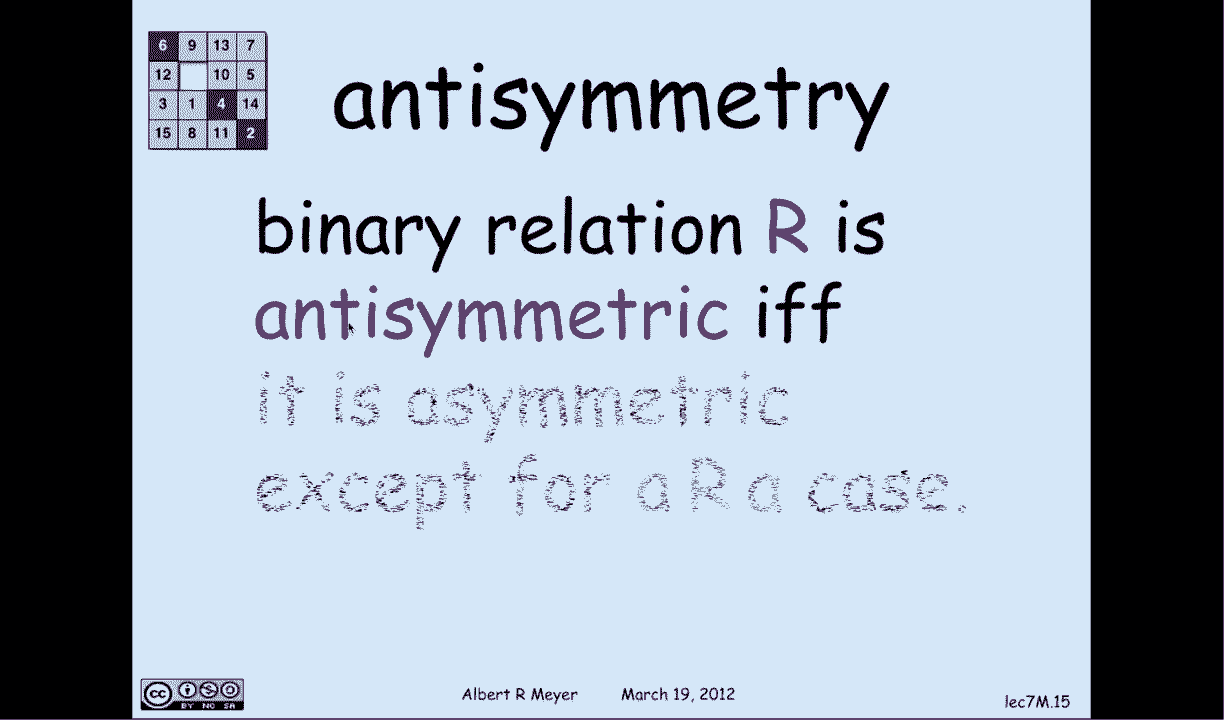 6 9 13 7
12 10 5
3 1 4 14
15 8 11 2
antisymmetry
binary relation R is
antisymmetric iff
it is asymmetric
except for aRa case.
cc BY NC SA
Albert R Meyer March 19, 2012 lec7M.15